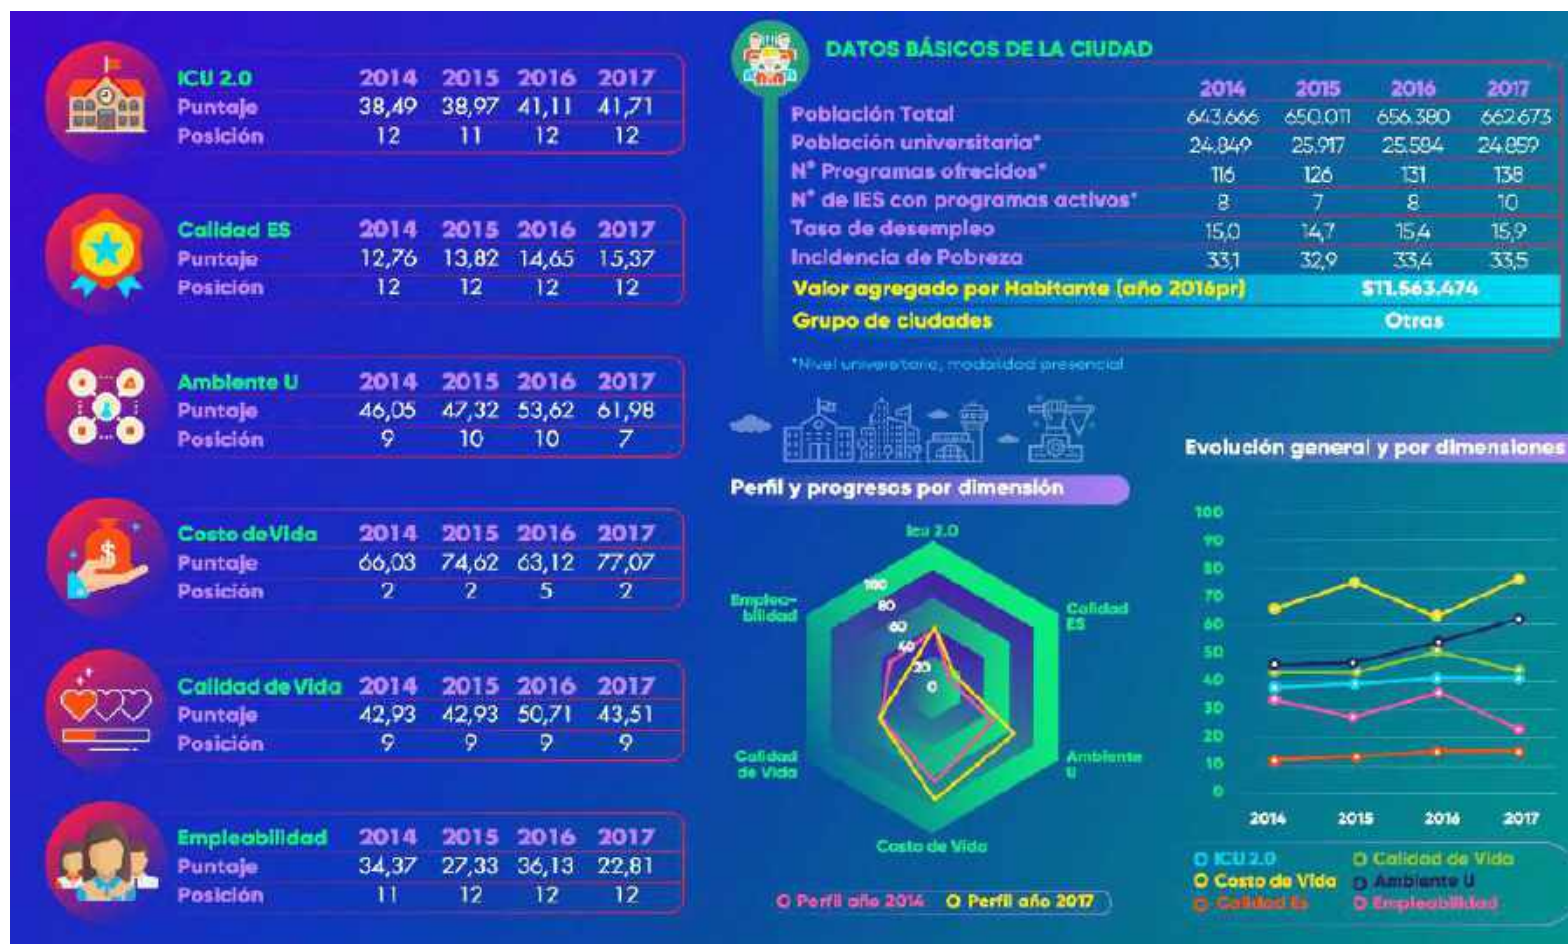 ICU 2.0 2014 2015 2016 2017
Puntaje 38,49 38,97 41,11 41,71
Posición 12 11 12 12
Calidad ES 2014 2015 2016 2017
Puntaje 12,76 13,82 14,65 15,37
Posición 12 12 12 12
Ambiente U 2014 2015 2016 2017
Puntaje 46,05 47,32 53,62 61,98
Posición 9 10 10 7
Costo de Vida 2014 2015 2016 2017
Puntaje 66,03 74,62 63,12 77,07
Posición 2 2 5 2
Calidad de Vida 2014 2015 2016 2017
Puntaje 42,93 42,93 50,71 43,51
Posición 9 9 9 9
Empleabilidad 2014 2015 2016 2017
Puntaje 34,37 27,33 36,13 22,81
Posición 11 12 12 12
DATOS BÁSICOS DE LA CIUDAD
2014 2015 2016 2017
Población Total 643.666 650.011 656.380 662.673
Población universitaria* 24.849 25.917 25.584 24.859
N° Programas ofrecidos* 116 126 131 138
N° de IES con programas activos* 8 7 8 10
Tasa de desempleo 15,0 14,7 15,4 15,9
Incidencia de Pobreza 33,1 32,9 33,4 33,5
Valor agregado por Habitante (año 2016pr) $11.563.474
Grupo de ciudades Otras
*Nivel universitario, modalidad presencial
Perfil y progresos por dimensión
Icu 2.0
Calidad
ES
Ambiente
U
Costo de Vida
Calidad
de Vida
Emplea-
bilidad
100
80
60
40
20
0
O Perfil año 2014 O Perfil año 2017
Evolución general y por dimensiones
100
90
80
70
60
50
40
30
20
10
0
2014 2015 2016 2017
O ICU 2.0 O Calidad de Vida
O Costo de Vida O Ambiente U
O Calidad Es O Empleabilidad